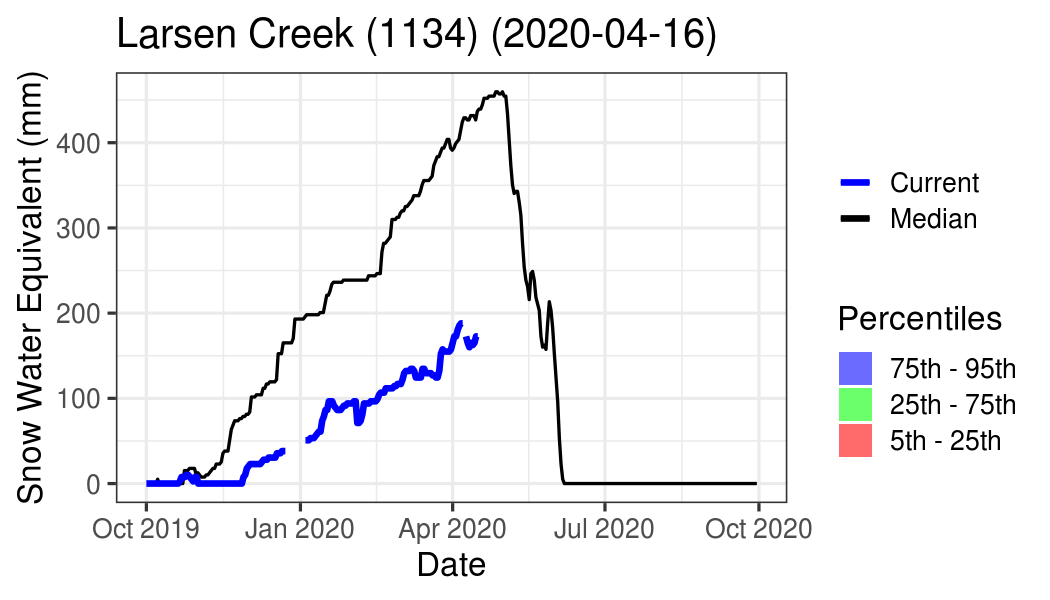 Larsen Creek (1134) (2020-04-16)
Snow Water Equivalent (mm)
400
300
200
100
0
Oct 2019
Jan 2020
Apr 2020
Jul 2020
Oct 2020
Date
Current
Median
Percentiles
75th - 95th
25th - 75th
5th - 25th